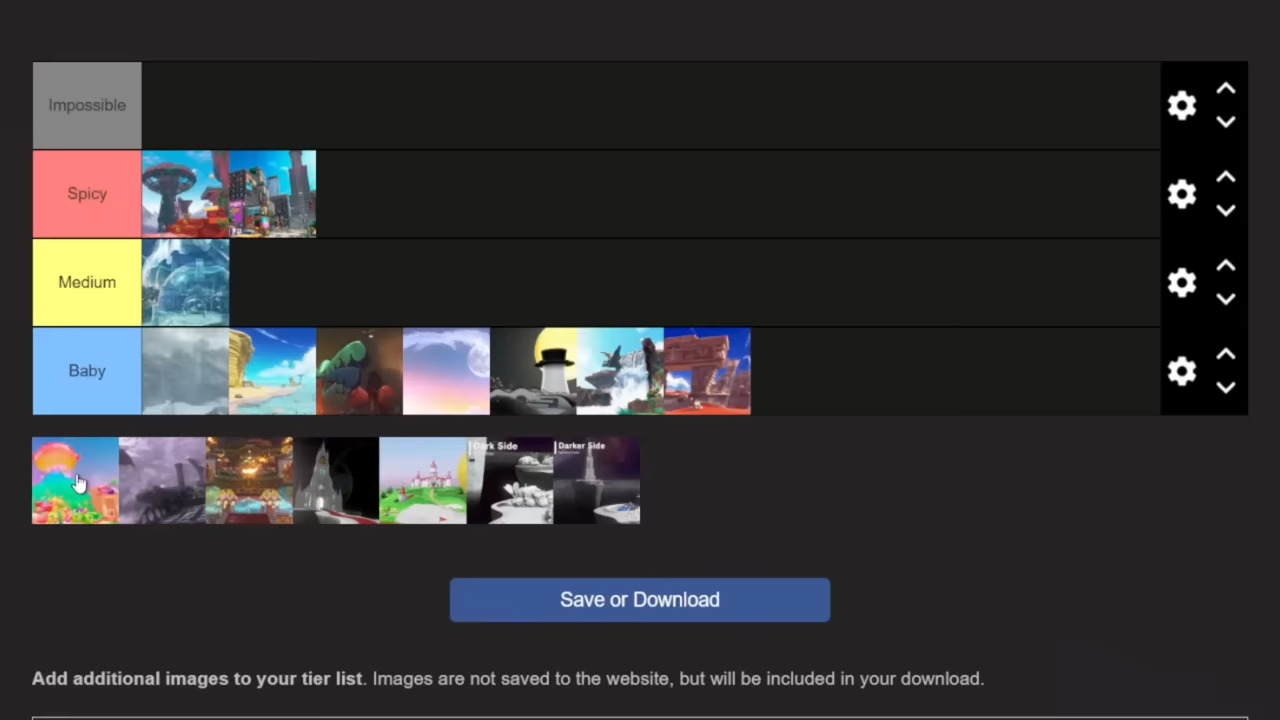 Impossible
Spicy
Medium
Baby
Dark Side
Darker Side
Save or Download
Add additional images to your tier list. Images are not saved to the website, but will be included in your download.